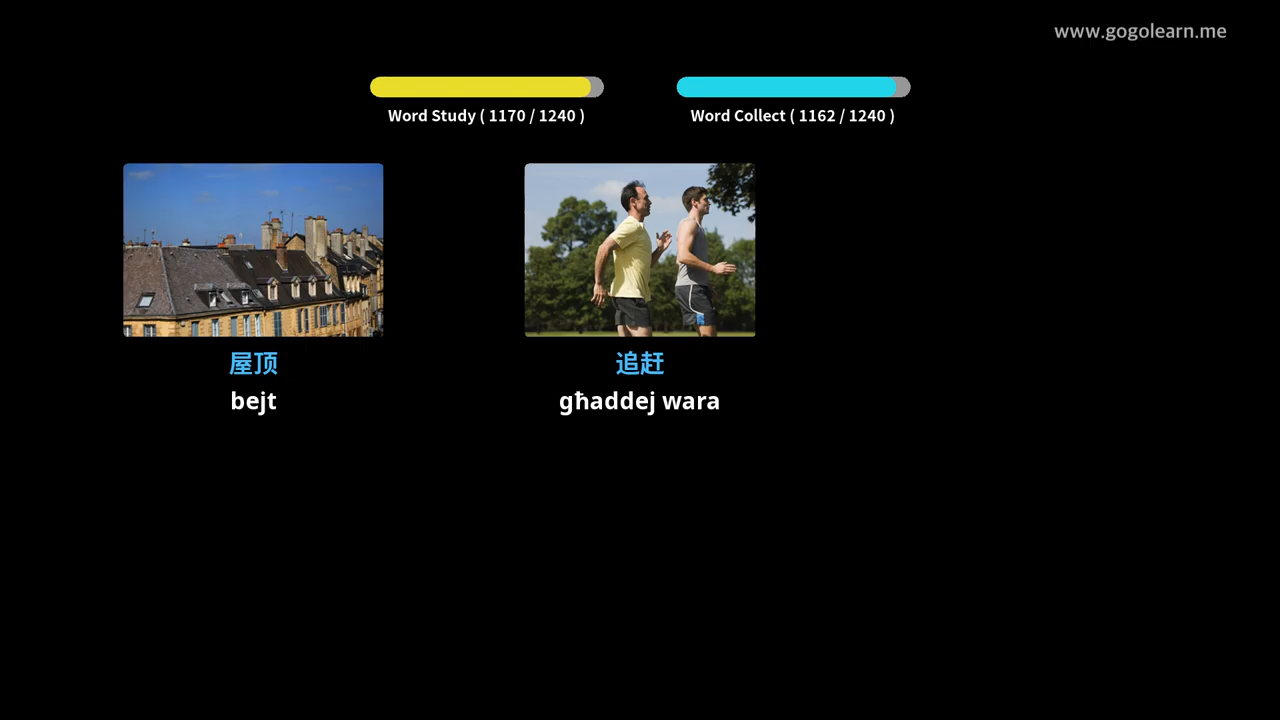 www.gogolearn.me
Word Study ( 1170 / 1240 )
Word Collect ( 1162 / 1240 )
屋顶
bejt
追赶
għaddej wara